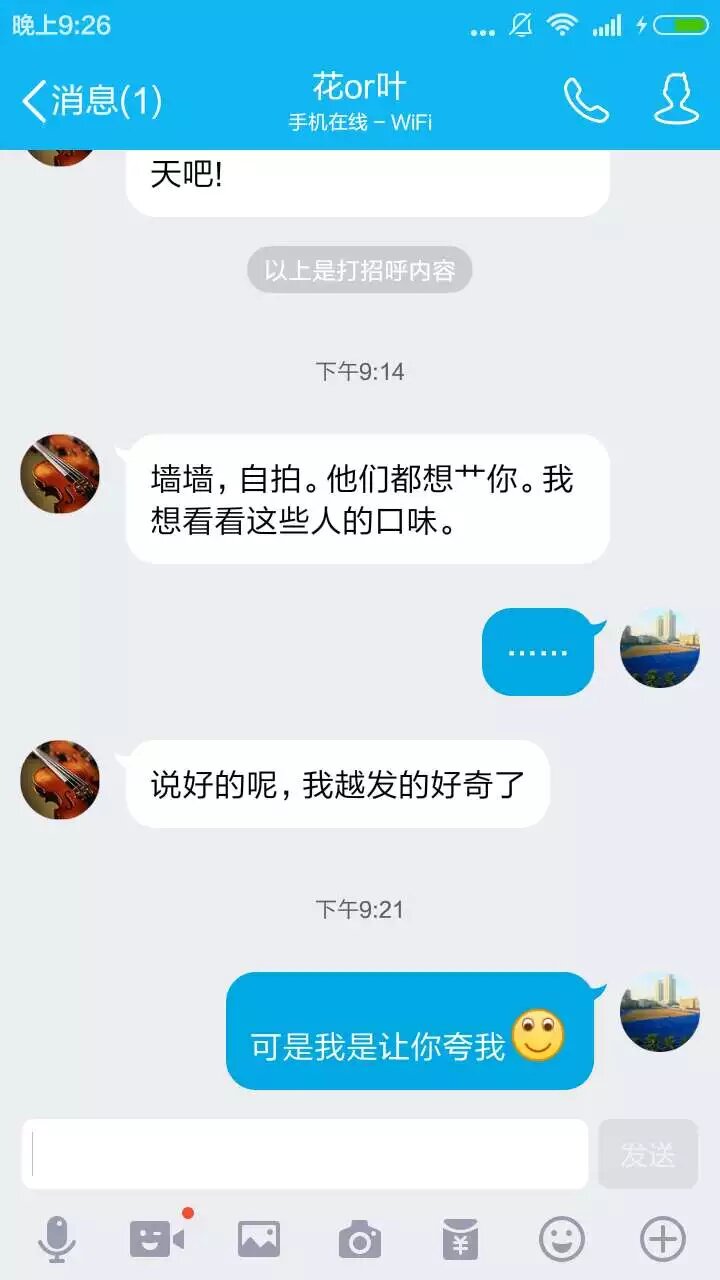 晚上9:26
消息(1)
花or叶
手机在线 – WiFi
天吧!
以上是打招呼内容
下午9:14
墙墙，自拍。他们都想艹你。我
想看看这些人的口味。
……
说好的呢，我越发的好奇了
下午9:21
可是我是让你夸我
发送